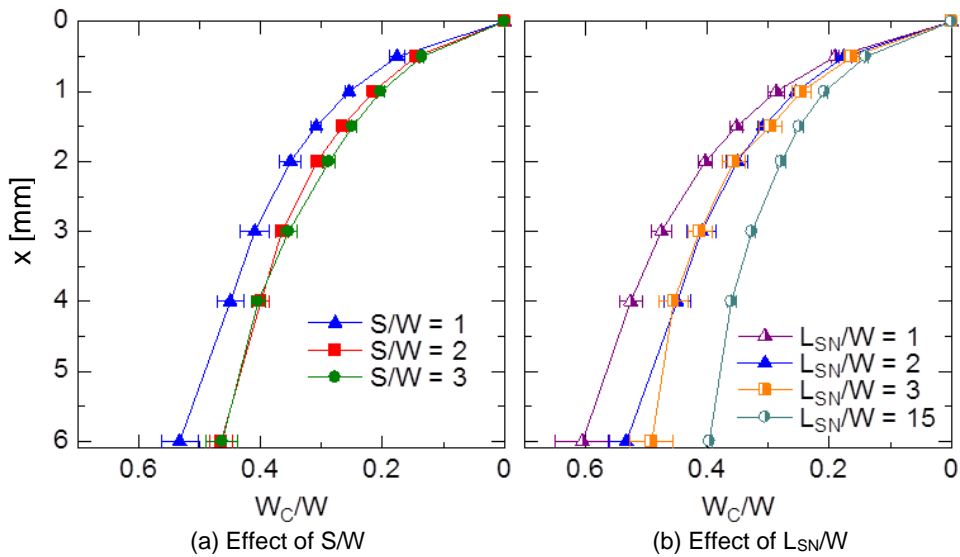 0
1
2
3
4
5
6
x [mm]
0.6
0.4
0.2
0
W_C/W
S/W = 1
S/W = 2
S/W = 3
(a) Effect of S/W
0.6
0.4
0.2
0
W_C/W
L_SN/W = 1
L_SN/W = 2
L_SN/W = 3
L_SN/W = 15
(b) Effect of L_SN/W